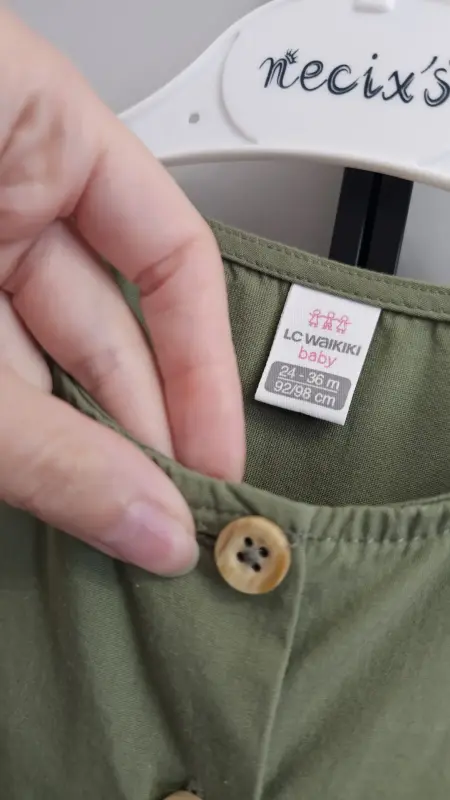 necix's
LC WAIKIKI
baby
24 - 36 m
92/98 cm